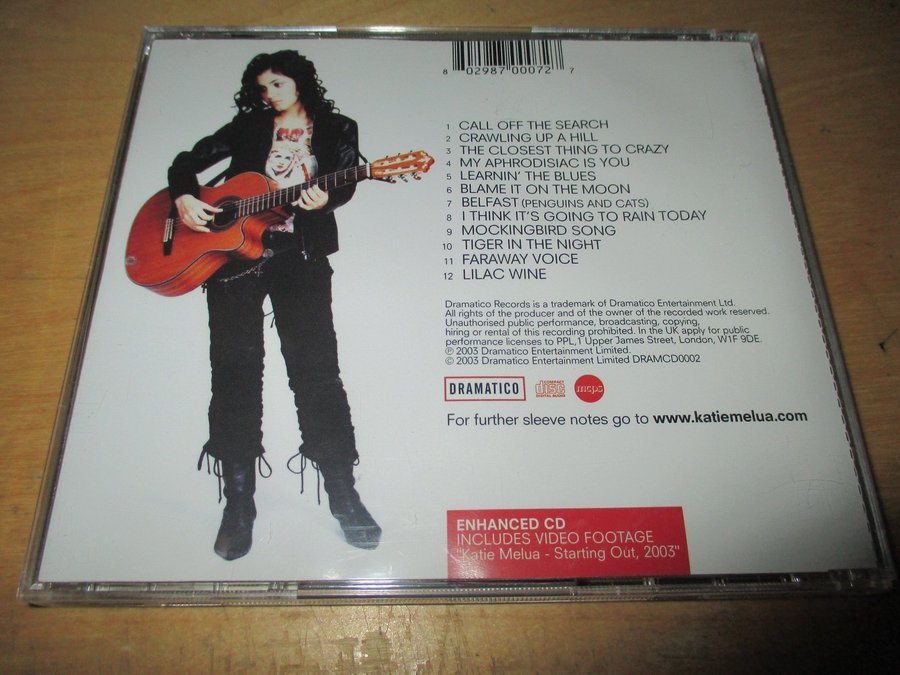 8 02987 00072 7
1 CALL OFF THE SEARCH
2 CRAWLING UP A HILL
3 THE CLOSEST THING TO CRAZY
4 MY APHRODISIAC IS YOU
5 LEARNIN' THE BLUES
6 BLAME IT ON THE MOON
7 BELFAST (PENGUINS AND CATS)
8 I THINK IT'S GOING TO RAIN TODAY
9 MOCKINGBIRD SONG
10 TIGER IN THE NIGHT
11 FARAWAY VOICE
12 LILAC WINE
Dramatico Records is a trademark of Dramatico Entertainment Ltd.
All rights of the producer and of the owner of the recorded work reserved.
Unauthorised public performance, broadcasting, copying,
hiring or rental of this recording prohibited. In the UK apply for public
performance licenses to PPL,1 Upper James Street, London, W1F 9DE.
℗ 2003 Dramatico Entertainment Limited.
© 2003 Dramatico Entertainment Limited DRAMCD0002
DRAMATICO COMPACT disc DIGITAL AUDIO mcps
For further sleeve notes go to www.katiemelua.com
ENHANCED CD
INCLUDES VIDEO FOOTAGE
"Katie Melua - Starting Out, 2003"